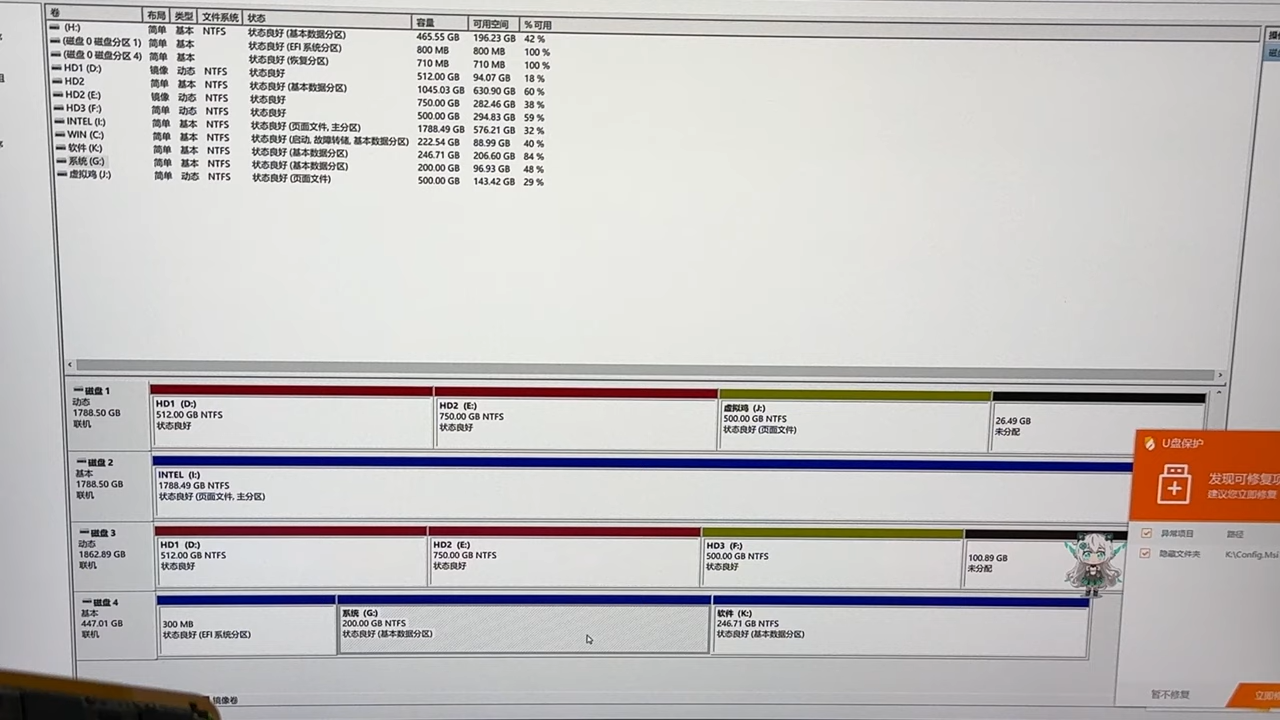 卷 布局 类型 文件系统 状态 容量 可用空间 % 可用
(H:) 简单 基本 NTFS 状态良好 (基本数据分区) 465.55 GB 196.23 GB 42 %
(磁盘 0 磁盘分区 1) 简单 基本 状态良好 (EFI 系统分区) 800 MB 800 MB 100 %
(磁盘 0 磁盘分区 4) 简单 基本 状态良好 (恢复分区) 710 MB 710 MB 100 %
HD1 (D:) 镜像 动态 NTFS 状态良好 512.00 GB 94.07 GB 18 %
HD2 简单 基本 NTFS 状态良好 (基本数据分区) 1045.03 GB 630.90 GB 60 %
HD2 (E:) 镜像 动态 NTFS 状态良好 750.00 GB 282.46 GB 38 %
HD3 (F:) 简单 动态 NTFS 状态良好 500.00 GB 294.83 GB 59 %
INTEL (I:) 简单 基本 NTFS 状态良好 (页面文件, 主分区) 1788.49 GB 576.21 GB 32 %
WIN (C:) 简单 基本 NTFS 状态良好 (启动, 故障转储, 基本数据分区) 222.54 GB 88.99 GB 40 %
软件 (K:) 简单 基本 NTFS 状态良好 (基本数据分区) 246.71 GB 206.60 GB 84 %
系统 (G:) 简单 基本 NTFS 状态良好 (基本数据分区) 200.00 GB 96.93 GB 48 %
虚拟鸡 (J:) 简单 动态 NTFS 状态良好 (页面文件) 500.00 GB 143.42 GB 29 %
磁盘 1
动态
1788.50 GB
联机
HD1 (D:)
512.00 GB NTFS
状态良好
HD2 (E:)
750.00 GB NTFS
状态良好
虚拟鸡 (J:)
500.00 GB NTFS
状态良好 (页面文件)
26.49 GB
未分配
磁盘 2
基本
1788.50 GB
联机
INTEL (I:)
1788.49 GB NTFS
状态良好 (页面文件, 主分区)
磁盘 3
动态
1862.89 GB
联机
HD1 (D:)
512.00 GB NTFS
状态良好
HD2 (E:)
750.00 GB NTFS
状态良好
HD3 (F:)
500.00 GB NTFS
状态良好
100.89 GB
未分配
磁盘 4
基本
447.01 GB
联机
300 MB
状态良好 (EFI 系统分区)
系统 (G:)
200.00 GB NTFS
状态良好 (基本数据分区)
软件 (K:)
246.71 GB NTFS
状态良好 (基本数据分区)
镜像卷
U盘保护
发现可修复项
建议您立即修复
异常项目 路径
隐藏文件夹 K:\Config.Msi
暂不修复 立即